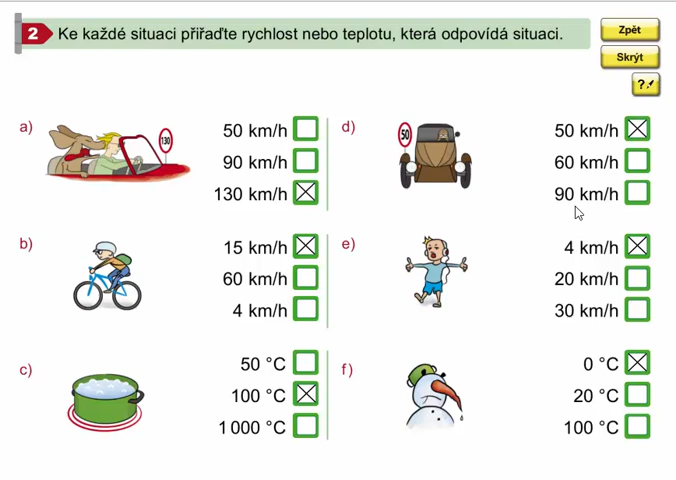 2 Ke každé situaci přiřaďte rychlost nebo teplotu, která odpovídá situaci.
Zpět
Skrýt
?
a)
130
50 km/h
90 km/h
130 km/h
d)
50
50 km/h
60 km/h
90 km/h
b)
15 km/h
60 km/h
4 km/h
e)
4 km/h
20 km/h
30 km/h
c)
50 °C
100 °C
1 000 °C
f)
0 °C
20 °C
100 °C